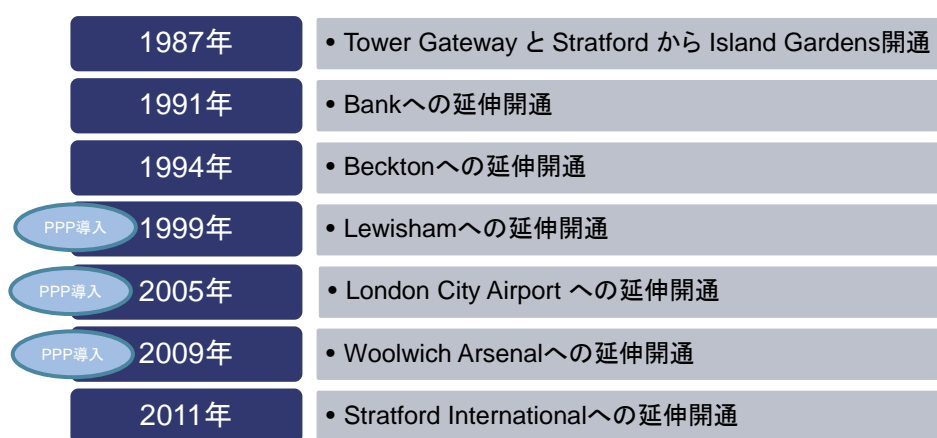 1987年
• Tower Gateway と Stratford から Island Gardens開通
1991年
• Bankへの延伸開通
1994年
• Becktonへの延伸開通
PPP導入
1999年
• Lewishamへの延伸開通
PPP導入
2005年
• London City Airport への延伸開通
PPP導入
2009年
• Woolwich Arsenalへの延伸開通
2011年
• Stratford Internationalへの延伸開通